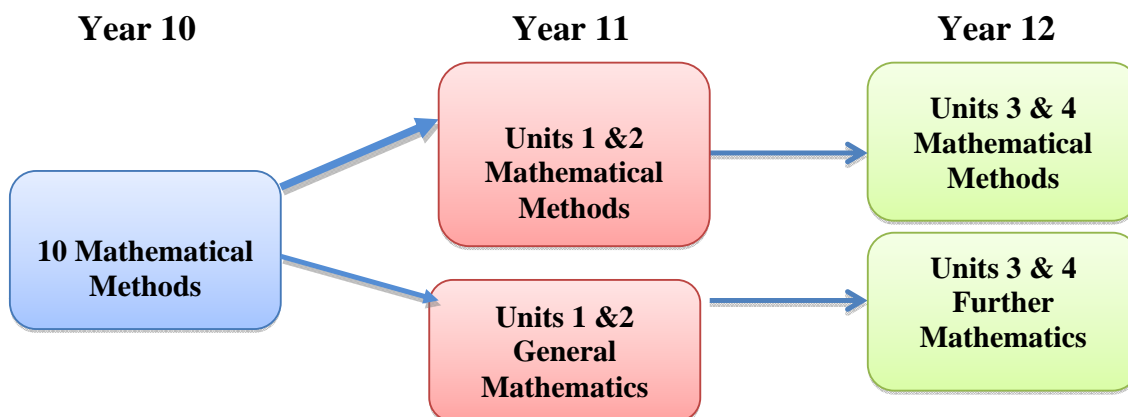 Year 10
Year 11
Year 12
10 Mathematical
Methods
Units 1 &2
Mathematical
Methods
Units 3 & 4
Mathematical
Methods
Units 1 &2
General
Mathematics
Units 3 & 4
Further
Mathematics